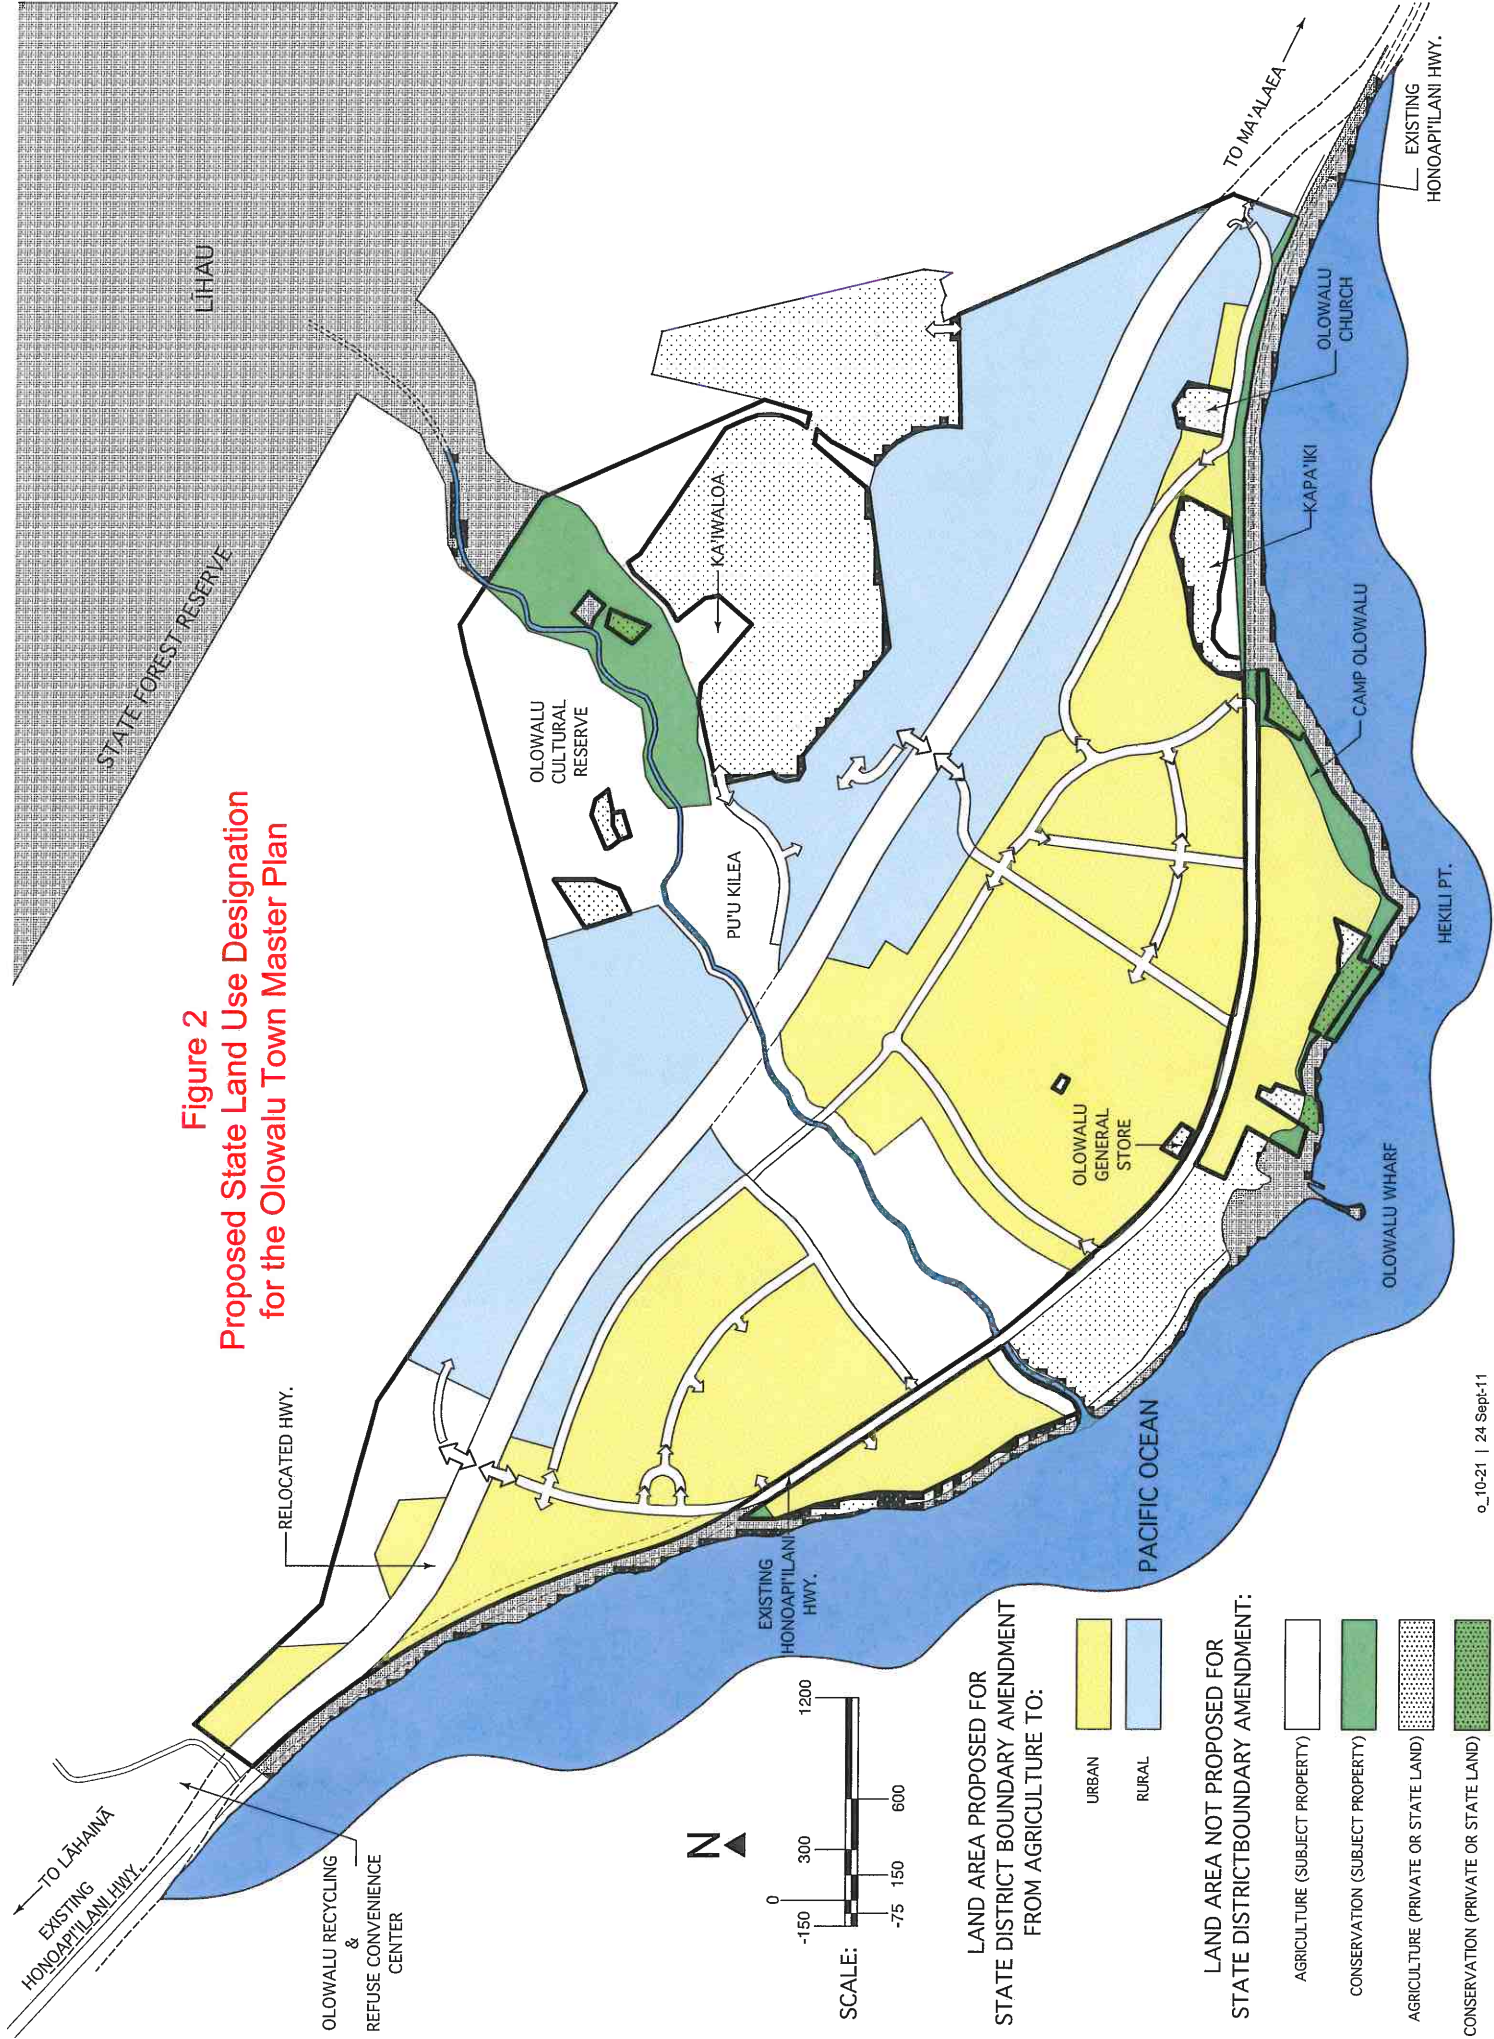 Figure 2
Proposed State Land Use Designation
for the Olowalu Town Master Plan
LĪHAU
STATE FOREST RESERVE
TO MA'ALAEA
EXISTING
HONOAPI'ILANI HWY.
OLOWALU
CHURCH
KAPA'IKI
CAMP OLOWALU
KA'IWALOA
OLOWALU
CULTURAL
RESERVE
PU'U KILEA
HEKILI PT.
OLOWALU
GENERAL
STORE
OLOWALU WHARF
RELOCATED HWY.
EXISTING
HONOAPI'ILANI
HWY.
PACIFIC OCEAN
TO LĀHAINĀ
EXISTING
HONOAPI'ILANI HWY.
OLOWALU RECYCLING
&
REFUSE CONVENIENCE
CENTER
N
SCALE:
-150
0
300
1200
-75
150
600
LAND AREA PROPOSED FOR
STATE DISTRICT BOUNDARY AMENDMENT
FROM AGRICULTURE TO:
URBAN
RURAL
LAND AREA NOT PROPOSED FOR
STATE DISTRICTBOUNDARY AMENDMENT:
AGRICULTURE (SUBJECT PROPERTY)
CONSERVATION (SUBJECT PROPERTY)
AGRICULTURE (PRIVATE OR STATE LAND)
CONSERVATION (PRIVATE OR STATE LAND)
o_10-21 | 24 Sept-11